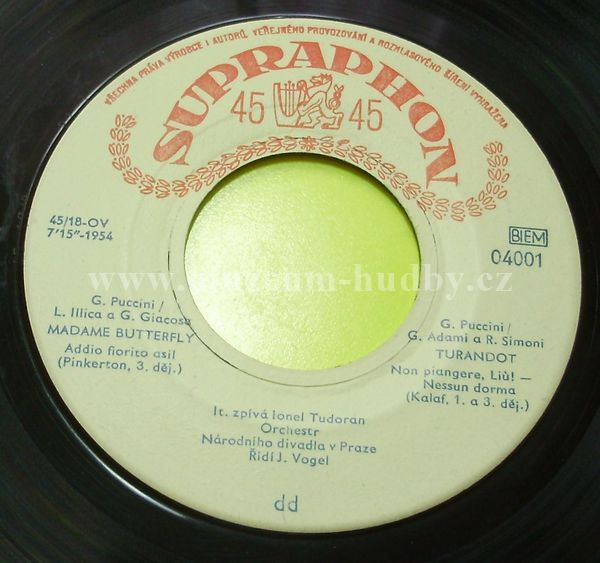 VŠECHNA PRÁVA VÝROBCE I AUTORŮ VEŘEJNÉHO PROVOZOVÁNÍ A ROZHLASOVÉHO ŠÍŘENÍ VYHRAŽENA
SUPRAPHON
45 45
45/18-OV
7'15"-1954
BIEM
04001
www.muzeum-hudby.cz
G. Puccini /
L. Illica a G. Giacosa
MADAME BUTTERFLY
Addio fiorito asil
(Pinkerton, 3. děj.)
G. Puccini /
G. Adami a R. Simoni
TURANDOT
Non piangere, Liù! —
Nessun dorma
(Kalaf, 1. a 3. děj.)
It. zpívá Ionel Tudoran
Orchestr
Národního divadla v Praze
Řídí J. Vogel
dd